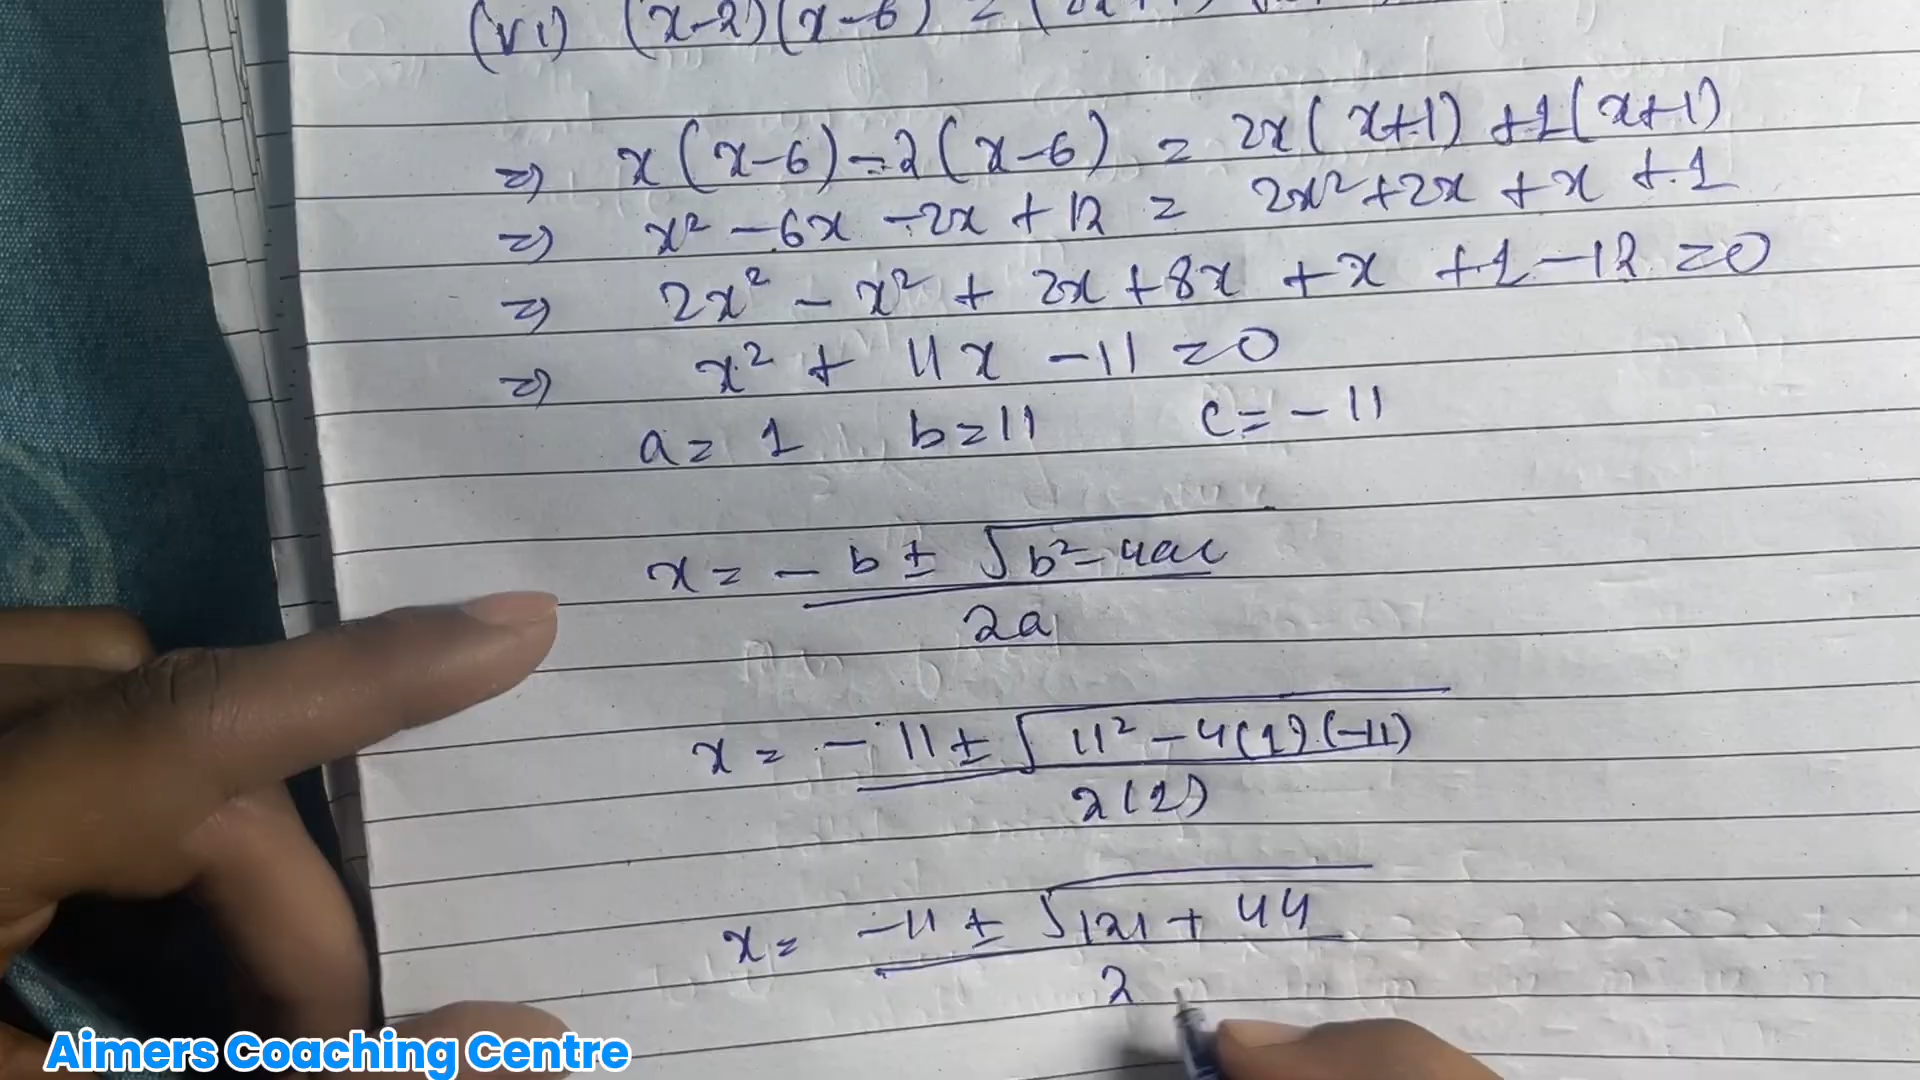 (vi) (x-2)(x-6) = (
⇒ x(x-6)-2(x-6) = 2x(x+1)+1(x+1)
⇒ x² - 6x - 2x + 12 = 2x² + 2x + x + 1
⇒ 2x² - x² + 2x + 8x + x + 1 - 12 = 0
⇒ x² + 11x - 11 = 0
a = 1 b = 11 c = - 11
x = - b ± √b² - 4ac
2a
x = - 11 ± √11² - 4(1)(-11)
2(1)
x = -11 ± √121 + 44
2
Aimers Coaching Centre